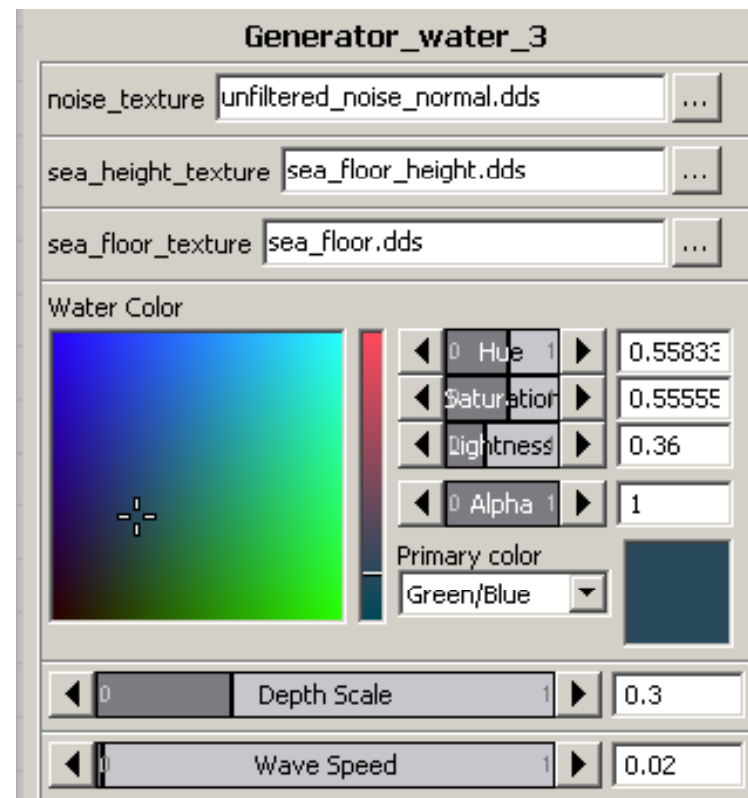 Generator_water_3
noise_texture unfiltered_noise_normal.dds ...
sea_height_texture sea_floor_height.dds ...
sea_floor_texture sea_floor.dds ...
Water Color
0 Hue 1 0.55833
Saturation 0.55555
Lightness 0.36
0 Alpha 1 1
Primary color
Green/Blue
0 Depth Scale 1 0.3
0 Wave Speed 1 0.02